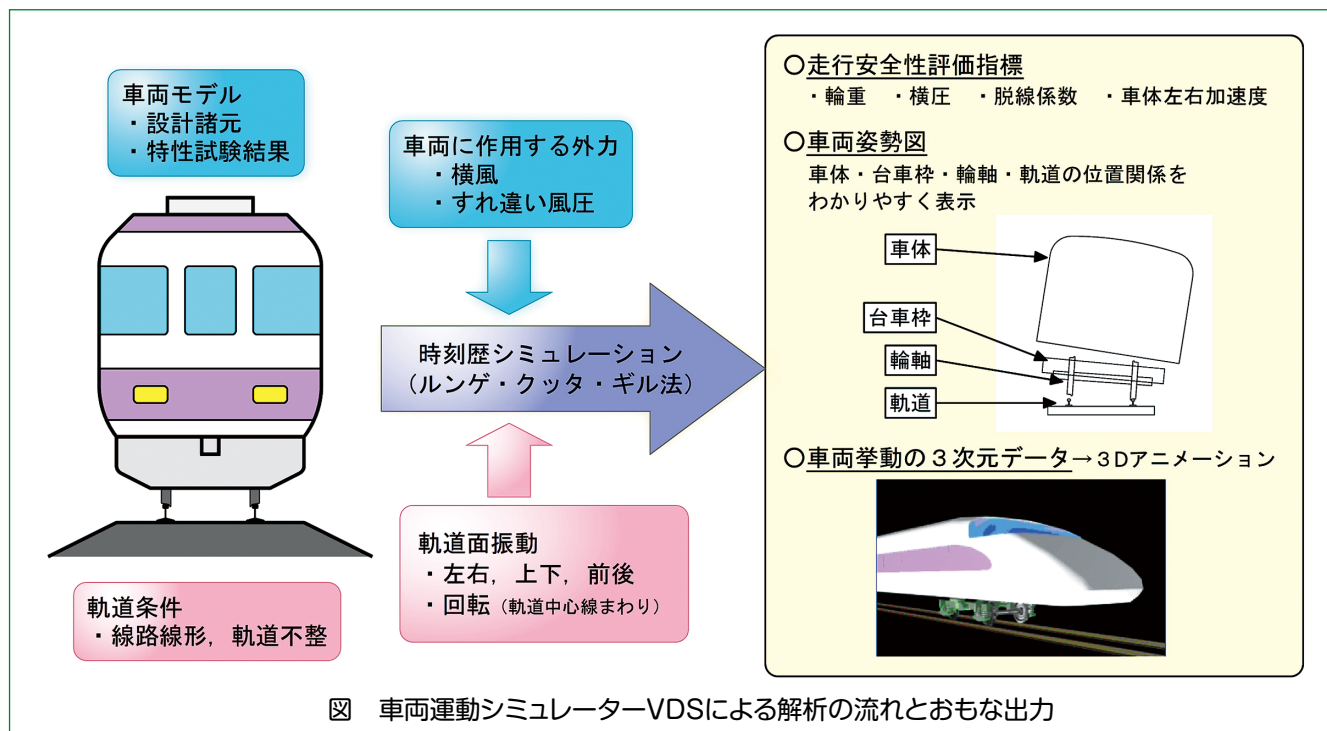 車両モデル
・設計諸元
・特性試験結果
軌道条件
・線路線形，軌道不整
車両に作用する外力
・横風
・すれ違い風圧
時刻歴シミュレーション
（ルンゲ・クッタ・ギル法）
軌道面振動
・左右，上下，前後
・回転（軌道中心線まわり）
○走行安全性評価指標
・輪重　・横圧　・脱線係数　・車体左右加速度
○車両姿勢図
車体・台車枠・輪軸・軌道の位置関係を
わかりやすく表示
車体
台車枠
輪軸
軌道
○車両挙動の３次元データ→３Dアニメーション
図　車両運動シミュレーターVDSによる解析の流れとおもな出力